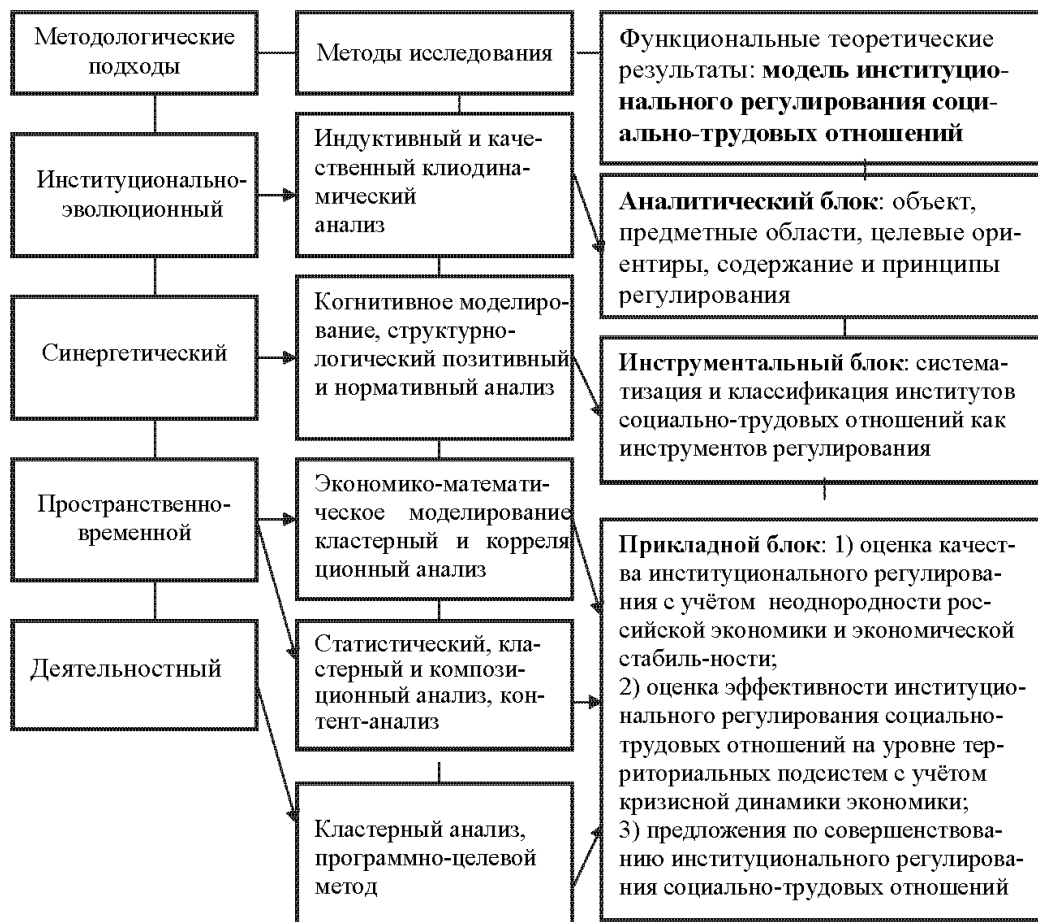 Методологические
подходы
Институционально-
эволюционный
Синергетический
Пространственно-
временной
Деятельностный
Методы исследования
Индуктивный и каче-
ственный клиодина-
мический
анализ
Когнитивное моделиро-
вание, структурно-
логический позитивный
и нормативный анализ
Экономико-математи-
ческое моделирование
кластерный и корреля
ционный анализ
Статистический, кла-
стерный и компози-
ционный анализ, кон-
тент-анализ
Кластерный анализ,
программно-целевой
метод
Функциональные теоретические
результаты: модель институцио-
нального регулирования соци-
ально-трудовых отношений
Аналитический блок: объект,
предметные области, целевые ори-
ентиры, содержание и принципы
регулирования
Инструментальный блок: система-
тизация и классификация институтов
социально-трудовых отношений как
инструментов регулирования
Прикладной блок: 1) оценка качест-
ва институционального регулирова-
ния с учётом неоднородности рос-
сийской экономики и экономической
стабиль-ности;
2) оценка эффективности институцио-
нального регулирования социально-
трудовых отношений на уровне тер-
риториальных подсистем с учётом
кризисной динамики экономики;
3) предложения по совершенствова-
нию институционального регулирова-
ния социально-трудовых отношений